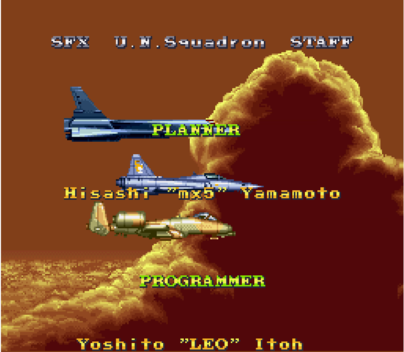 SFX U.N.Squadron STAFF
PLANNER
Hisashi "mx5" Yamamoto
PROGRAMMER
Yoshito "LEO" Itoh